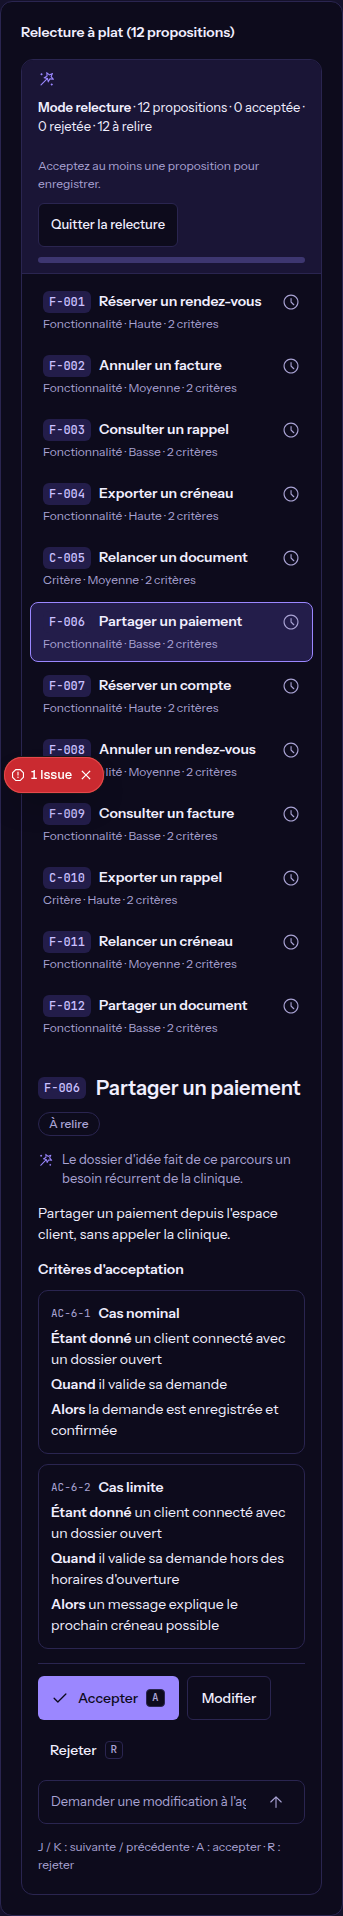 Relecture à plat (12 propositions)
Mode relecture · 12 propositions · 0 acceptée ·
0 rejetée · 12 à relire
Acceptez au moins une proposition pour
enregistrer.
Quitter la relecture
F-001 Réserver un rendez-vous
Fonctionnalité · Haute · 2 critères
F-002 Annuler un facture
Fonctionnalité · Moyenne · 2 critères
F-003 Consulter un rappel
Fonctionnalité · Basse · 2 critères
F-004 Exporter un créneau
Fonctionnalité · Haute · 2 critères
C-005 Relancer un document
Critère · Moyenne · 2 critères
F-006 Partager un paiement
Fonctionnalité · Basse · 2 critères
F-007 Réserver un compte
Fonctionnalité · Haute · 2 critères
F-008 Annuler un rendez-vous
lité · Moyenne · 2 critères
1 Issue
F-009 Consulter un facture
Fonctionnalité · Basse · 2 critères
C-010 Exporter un rappel
Critère · Haute · 2 critères
F-011 Relancer un créneau
Fonctionnalité · Moyenne · 2 critères
F-012 Partager un document
Fonctionnalité · Basse · 2 critères
F-006 Partager un paiement
À relire
Le dossier d'idée fait de ce parcours un
besoin récurrent de la clinique.
Partager un paiement depuis l'espace
client, sans appeler la clinique.
Critères d'acceptation
AC-6-1 Cas nominal
Étant donné un client connecté avec
un dossier ouvert
Quand il valide sa demande
Alors la demande est enregistrée et
confirmée
AC-6-2 Cas limite
Étant donné un client connecté avec
un dossier ouvert
Quand il valide sa demande hors des
horaires d'ouverture
Alors un message explique le
prochain créneau possible
Accepter A
Modifier
Rejeter R
Demander une modification à l'ag
J / K : suivante / précédente · A : accepter · R :
rejeter